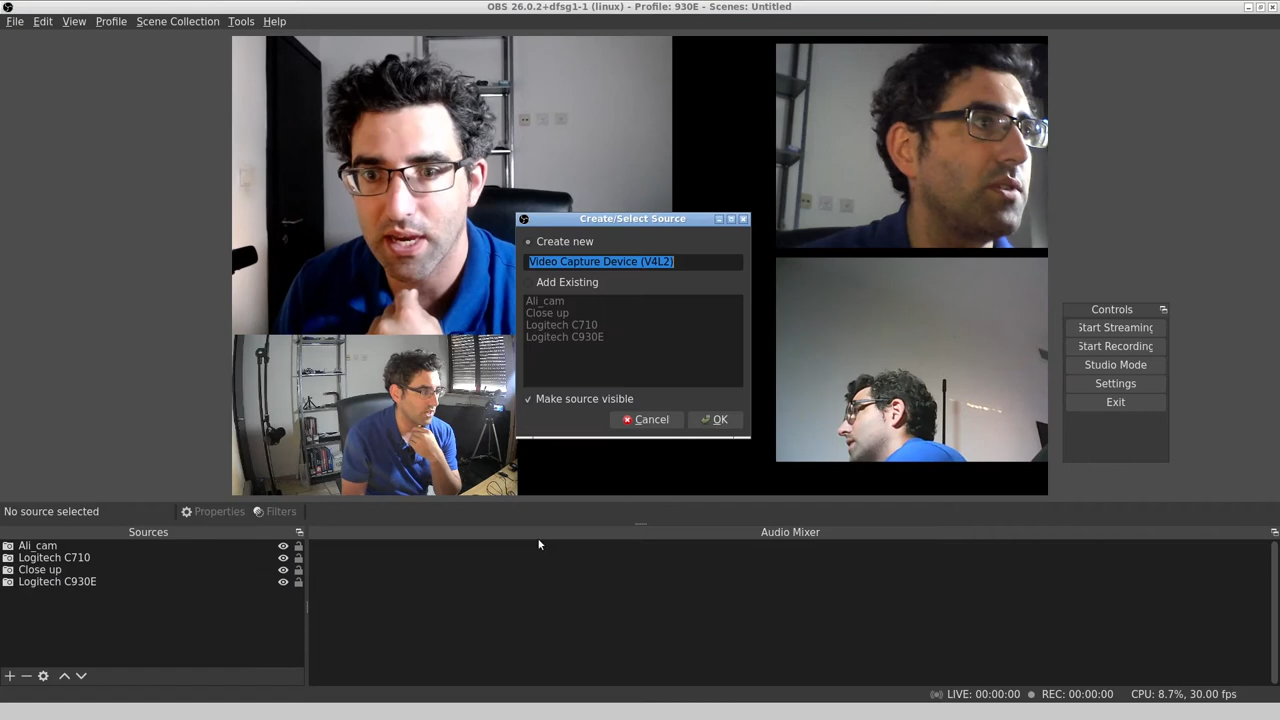 OBS 26.0.2+dfsg1-1 (linux) - Profile: 930E - Scenes: Untitled
File Edit View Profile Scene Collection Tools Help
Create/Select Source
Create new
Video Capture Device (V4L2)
Add Existing
Ali_cam
Close up
Logitech C710
Logitech C930E
Make source visible
Cancel OK
Controls
Start Streaming
Start Recording
Studio Mode
Settings
Exit
No source selected Properties Filters
Sources
Ali_cam
Logitech C710
Close up
Logitech C930E
Audio Mixer
LIVE: 00:00:00 REC: 00:00:00 CPU: 8.7%, 30.00 fps